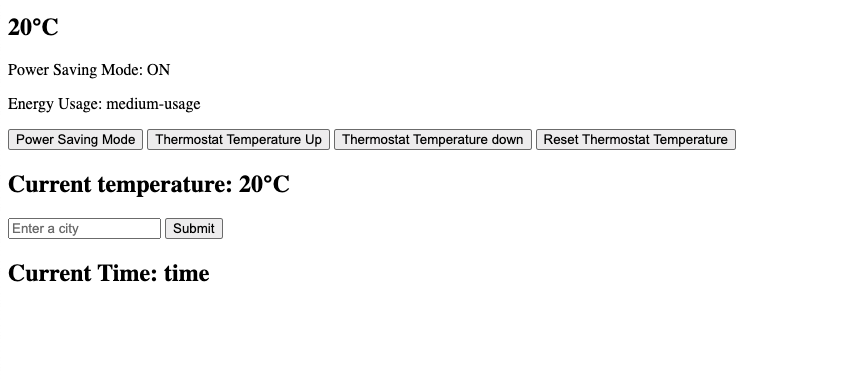 20°C
Power Saving Mode: ON
Energy Usage: medium-usage
Power Saving Mode Thermostat Temperature Up Thermostat Temperature down Reset Thermostat Temperature
Current temperature: 20°C
Enter a city Submit
Current Time: time